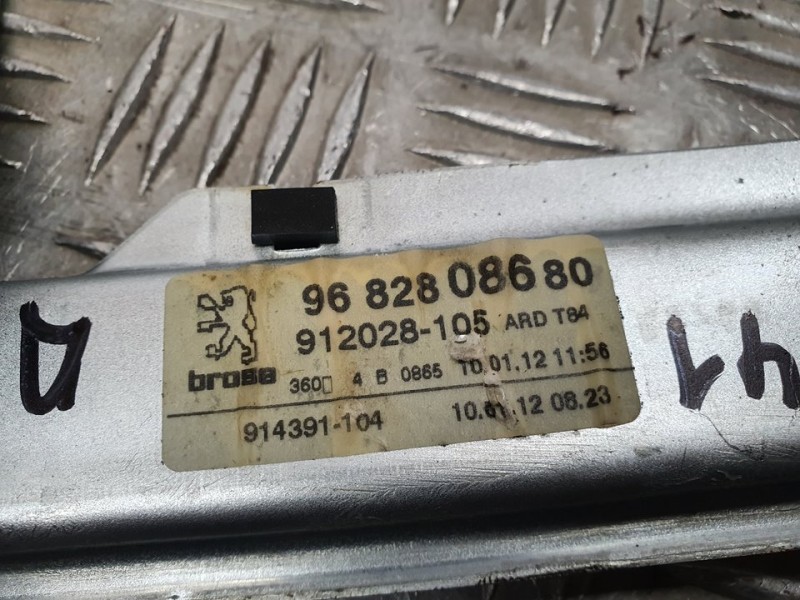 96 828 086 80
912028-105 ARD T84
brose
360 4 B 0865 10.01.12 11:56
914391-104 10.01.12 08.23
41